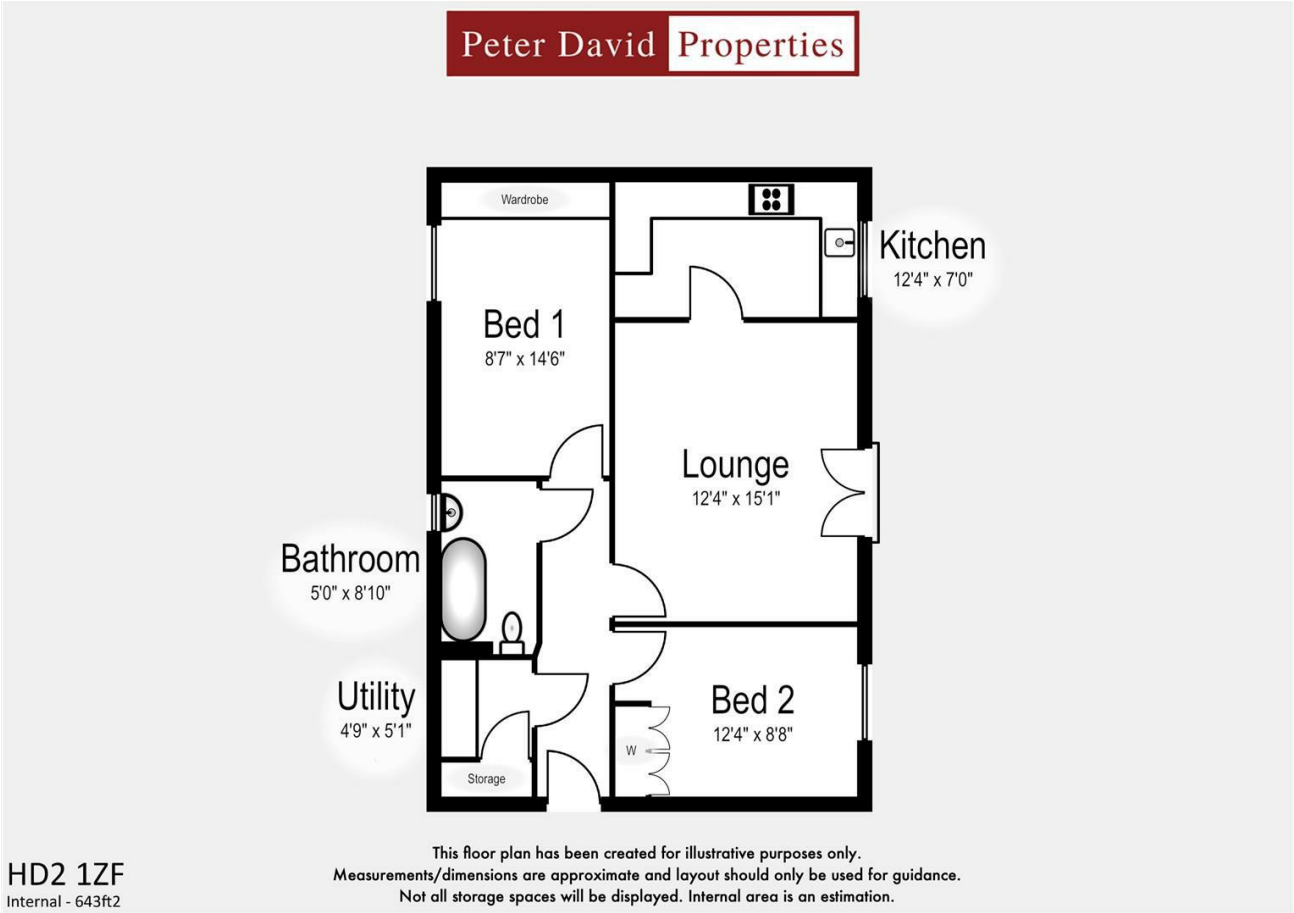 Peter David Properties
Wardrobe
Kitchen
12'4" x 7'0"
Bed 1
8'7" x 14'6"
Lounge
12'4" x 15'1"
Bathroom
5'0" x 8'10"
Utility
4'9" x 5'1"
Bed 2
12'4" x 8'8"
W
Storage
This floor plan has been created for illustrative purposes only.
Measurements/dimensions are approximate and layout should only be used for guidance.
Not all storage spaces will be displayed. Internal area is an estimation.
HD2 1ZF
Internal - 643ft2